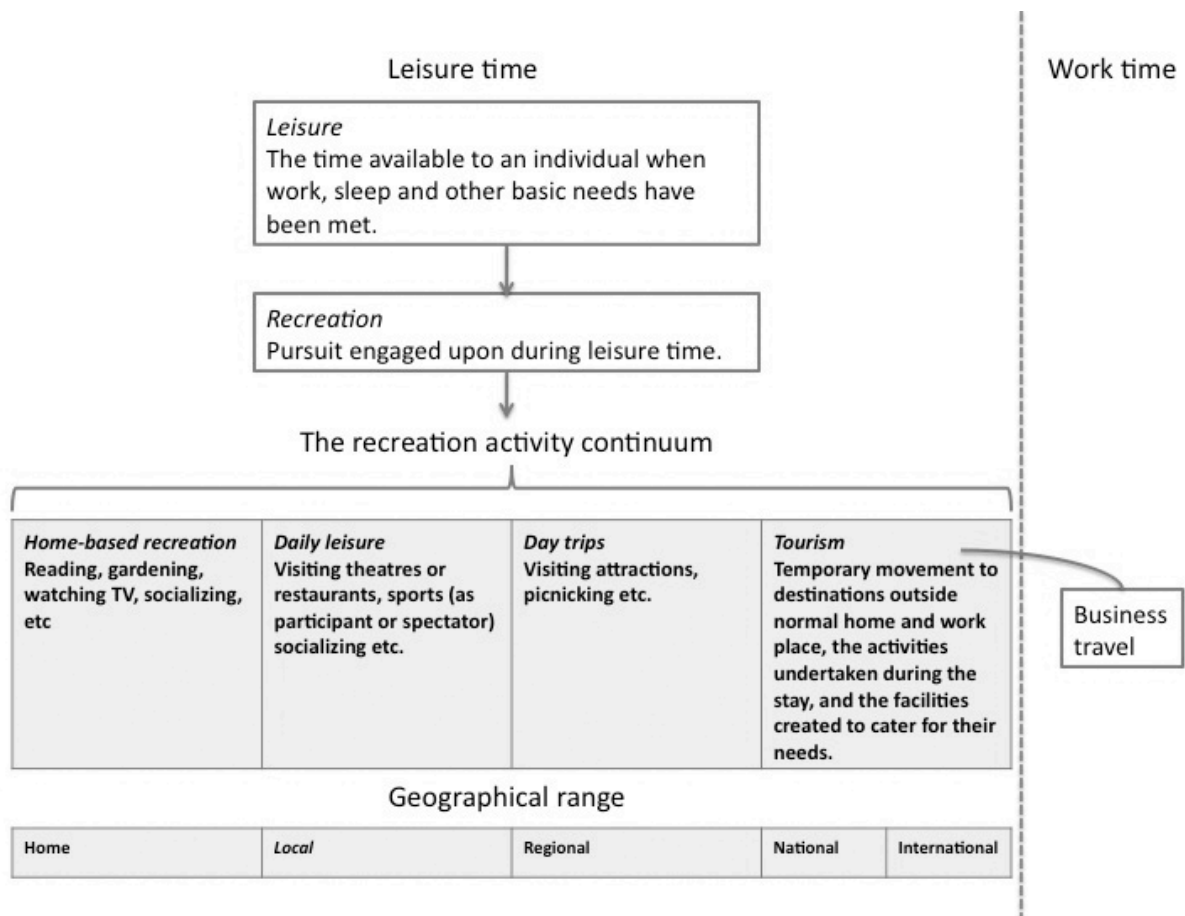 Leisure time
Work time
Leisure
The time available to an individual when
work, sleep and other basic needs have
been met.
Recreation
Pursuit engaged upon during leisure time.
The recreation activity continuum
Home-based recreation
Reading, gardening,
watching TV, socializing,
etc
Daily leisure
Visiting theatres or
restaurants, sports (as
participant or spectator)
socializing etc.
Day trips
Visiting attractions,
picnicking etc.
Tourism
Temporary movement to
destinations outside
normal home and work
place, the activities
undertaken during the
stay, and the facilities
created to cater for their
needs.
Business
travel
Geographical range
Home
Local
Regional
National
International